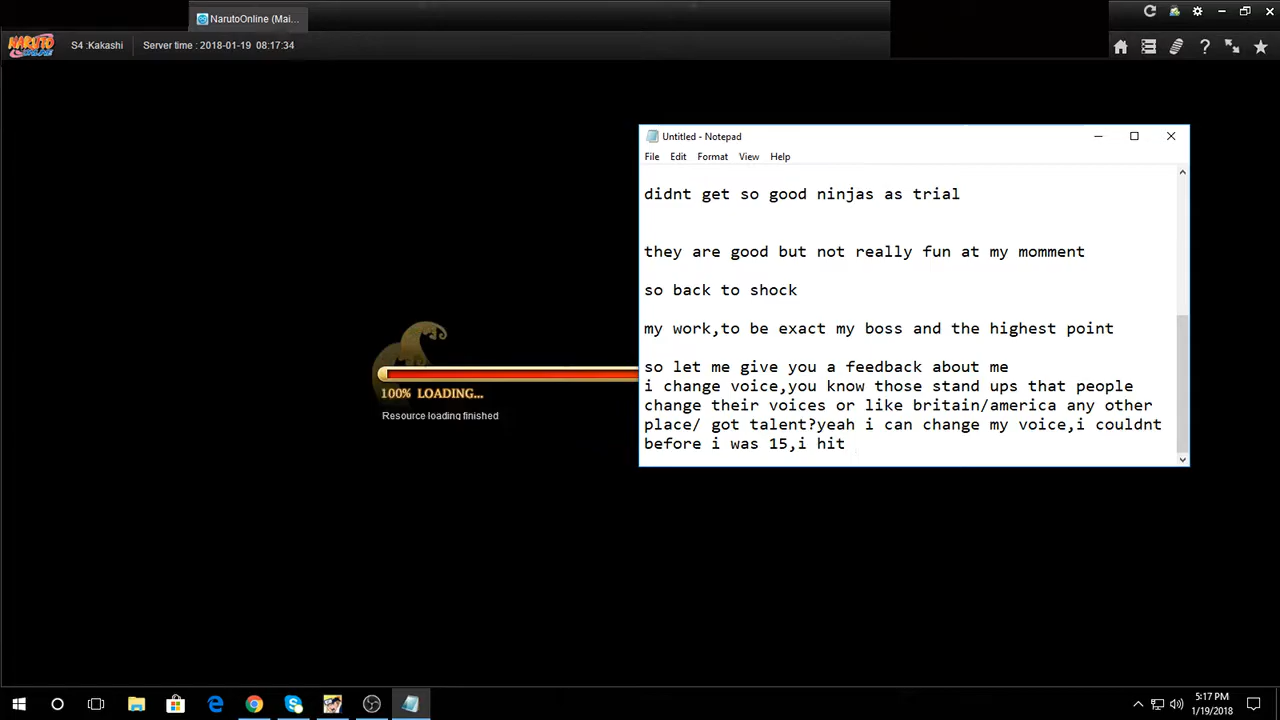 NarutoOnline (Mai...
NARUTO
ONLINE
S4 :Kakashi
Server time : 2018-01-19 08:17:34
Untitled - Notepad
File Edit Format View Help
didnt get so good ninjas as trial
they are good but not really fun at my momment
so back to shock
my work,to be exact my boss and the highest point
so let me give you a feedback about me
i change voice,you know those stand ups that people
change their voices or like britain/america any other
place/ got talent?yeah i can change my voice,i couldnt
before i was 15,i hit
100% LOADING...
Resource loading finished
5:17 PM
1/19/2018